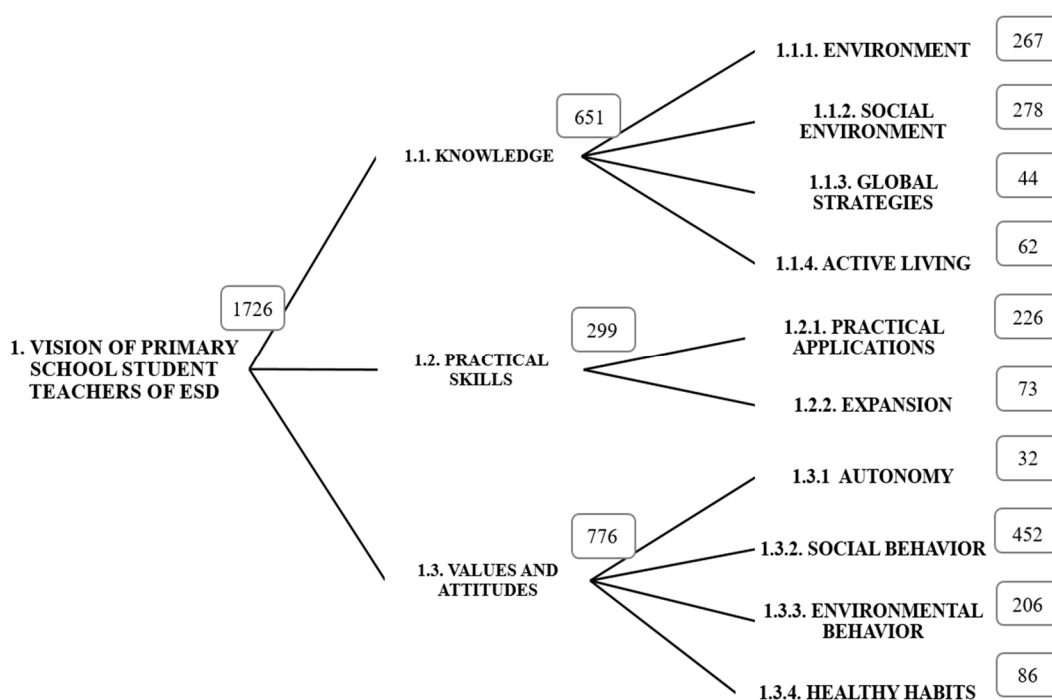 1. VISION OF PRIMARY
SCHOOL STUDENT
TEACHERS OF ESD
1726
1.1. KNOWLEDGE
651
1.1.1. ENVIRONMENT
267
1.1.2. SOCIAL
ENVIRONMENT
278
1.1.3. GLOBAL
STRATEGIES
44
1.1.4. ACTIVE LIVING
62
1.2. PRACTICAL
SKILLS
299
1.2.1. PRACTICAL
APPLICATIONS
226
1.2.2. EXPANSION
73
1.3. VALUES AND
ATTITUDES
776
1.3.1 AUTONOMY
32
1.3.2. SOCIAL BEHAVIOR
452
1.3.3. ENVIRONMENTAL
BEHAVIOR
206
1.3.4. HEALTHY HABITS
86